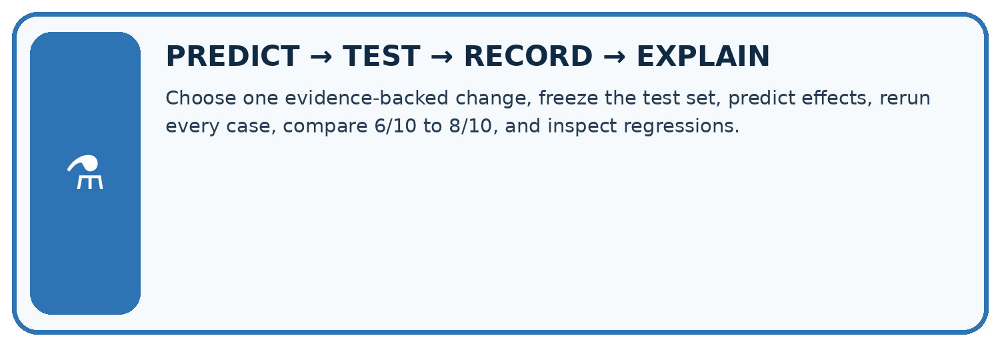 PREDICT → TEST → RECORD → EXPLAIN
Choose one evidence-backed change, freeze the test set, predict effects, rerun
every case, compare 6/10 to 8/10, and inspect regressions.